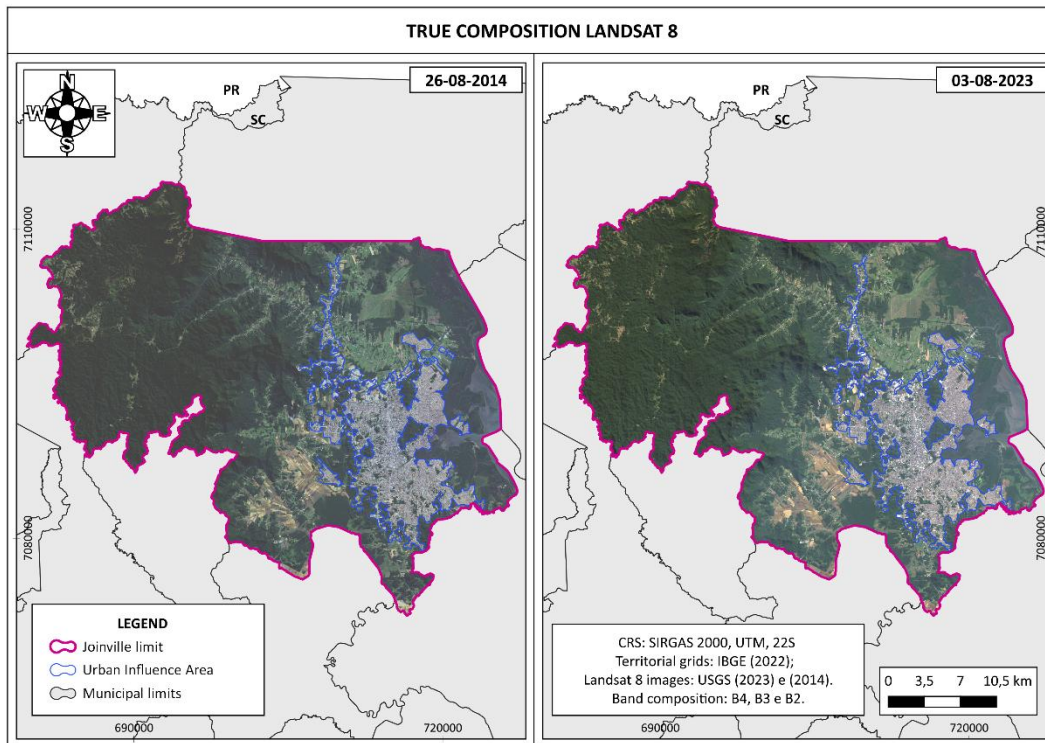 TRUE COMPOSITION LANDSAT 8
N
W E
S
26-08-2014
PR
SC
7110000
7080000
LEGEND
Joinville limit
Urban Influence Area
Municipal limits
690000
720000
03-08-2023
PR
SC
7110000
7080000
CRS: SIRGAS 2000, UTM, 22S
Territorial grids: IBGE (2022);
Landsat 8 images: USGS (2023) e (2014).
Band composition: B4, B3 e B2.
0 3,5 7 10,5 km
690000
720000